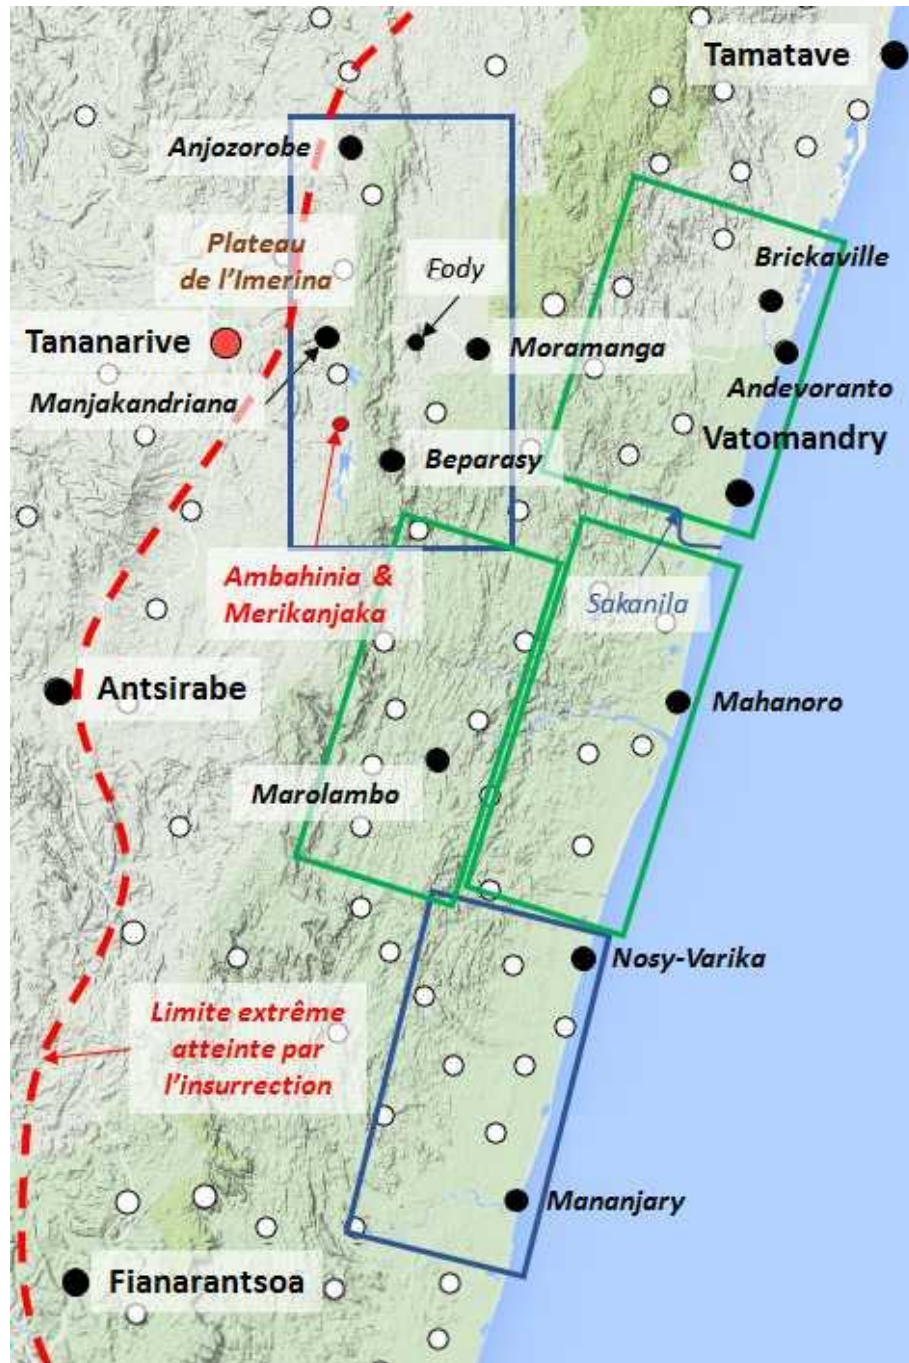 Tamatave
Anjozorobe
Plateau
de l'Imerina
Fody
Brickaville
Tananarive
Moramanga
Manjakandriana
Andevoranto
Vatomandry
Beparasy
Ambahinia &
Merikanjaka
Sakanila
Antsirabe
Mahanoro
Marolambo
Nosy-Varika
Limite extrême
atteinte par
l'insurrection
Mananjary
Fianarantsoa